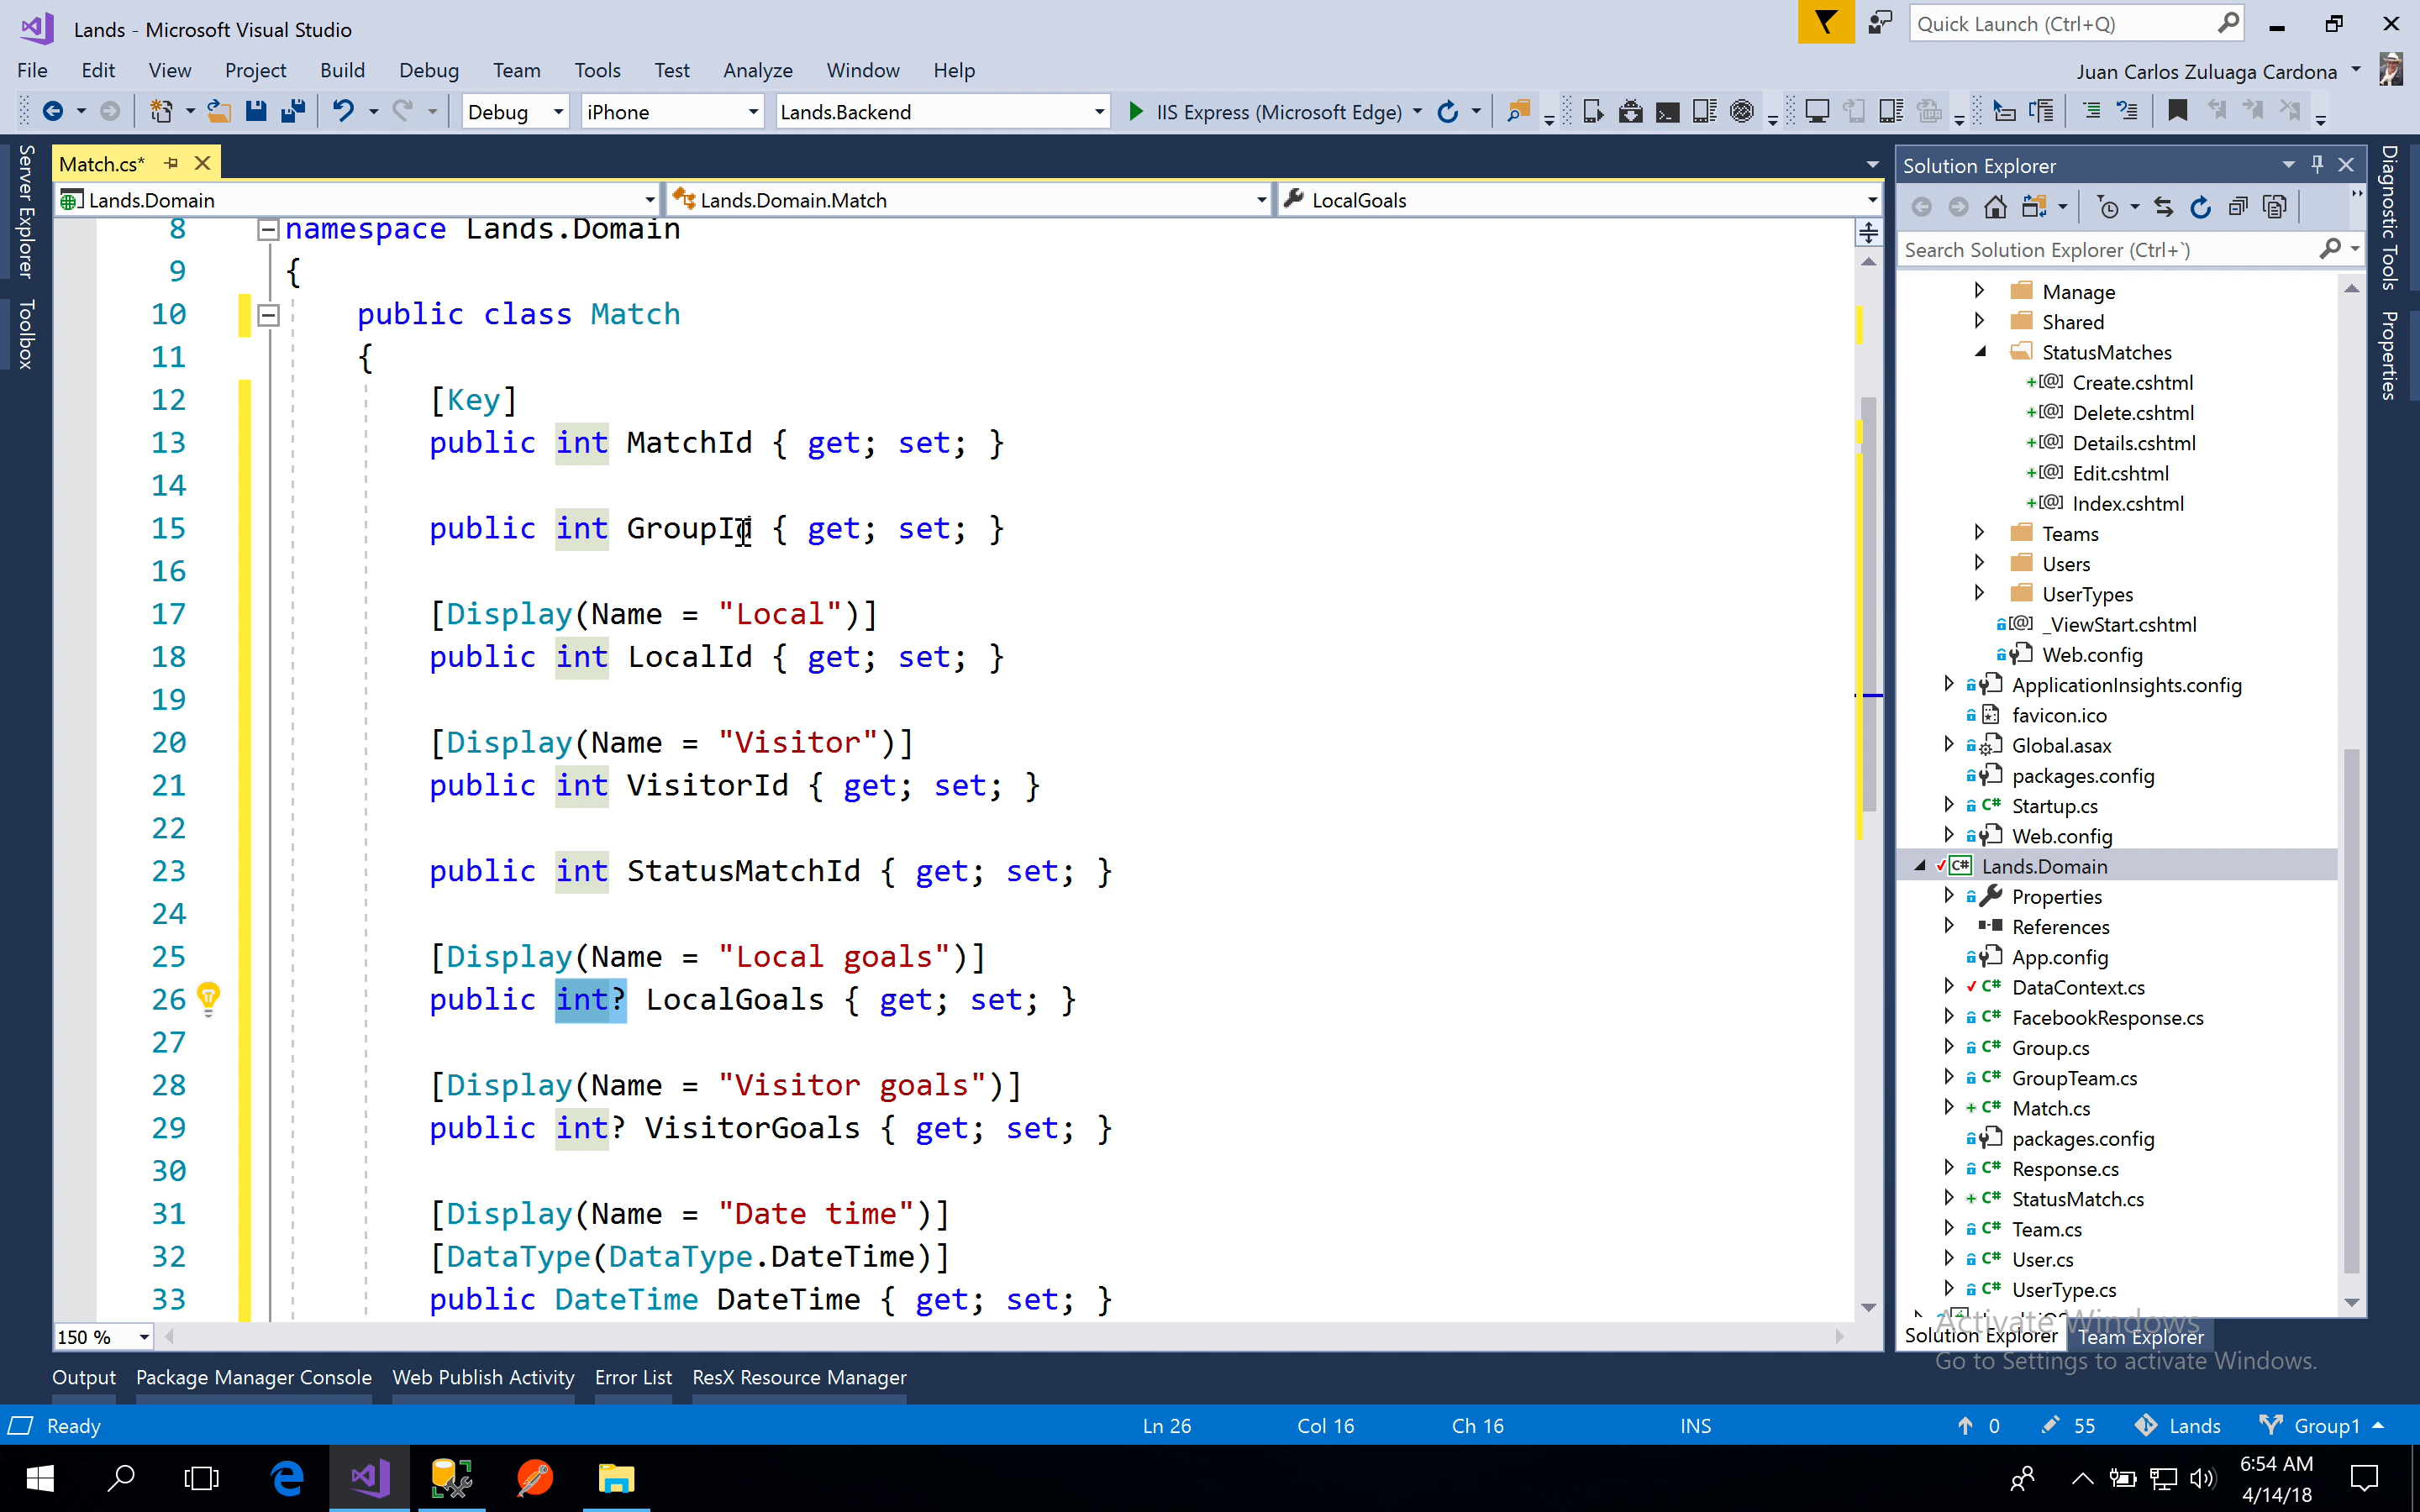 Lands - Microsoft Visual Studio
Quick Launch (Ctrl+Q)
File Edit View Project Build Debug Team Tools Test Analyze Window Help
Juan Carlos Zuluaga Cardona
Debug iPhone Lands.Backend IIS Express (Microsoft Edge)
Server Explorer
Toolbox
Match.cs*
Lands.Domain Lands.Domain.Match LocalGoals
8 namespace Lands.Domain
9 {
10 public class Match
11 {
12 [Key]
13 public int MatchId { get; set; }
14
15 public int GroupId { get; set; }
16
17 [Display(Name = "Local")]
18 public int LocalId { get; set; }
19
20 [Display(Name = "Visitor")]
21 public int VisitorId { get; set; }
22
23 public int StatusMatchId { get; set; }
24
25 [Display(Name = "Local goals")]
26 public int? LocalGoals { get; set; }
27
28 [Display(Name = "Visitor goals")]
29 public int? VisitorGoals { get; set; }
30
31 [Display(Name = "Date time")]
32 [DataType(DataType.DateTime)]
33 public DateTime DateTime { get; set; }
150 %
Solution Explorer
Search Solution Explorer (Ctrl+`)
Manage
Shared
StatusMatches
Create.cshtml
Delete.cshtml
Details.cshtml
Edit.cshtml
Index.cshtml
Teams
Users
UserTypes
_ViewStart.cshtml
Web.config
ApplicationInsights.config
favicon.ico
Global.asax
packages.config
C# Startup.cs
Web.config
C# Lands.Domain
Properties
References
App.config
C# DataContext.cs
C# FacebookResponse.cs
C# Group.cs
C# GroupTeam.cs
C# Match.cs
packages.config
C# Response.cs
C# StatusMatch.cs
C# Team.cs
C# User.cs
C# UserType.cs
Solution Explorer Team Explorer
Diagnostic Tools
Properties
Activate Windows
Go to Settings to activate Windows.
Output Package Manager Console Web Publish Activity Error List ResX Resource Manager
Ready Ln 26 Col 16 Ch 16 INS 0 55 Lands Group1
6:54 AM
4/14/18